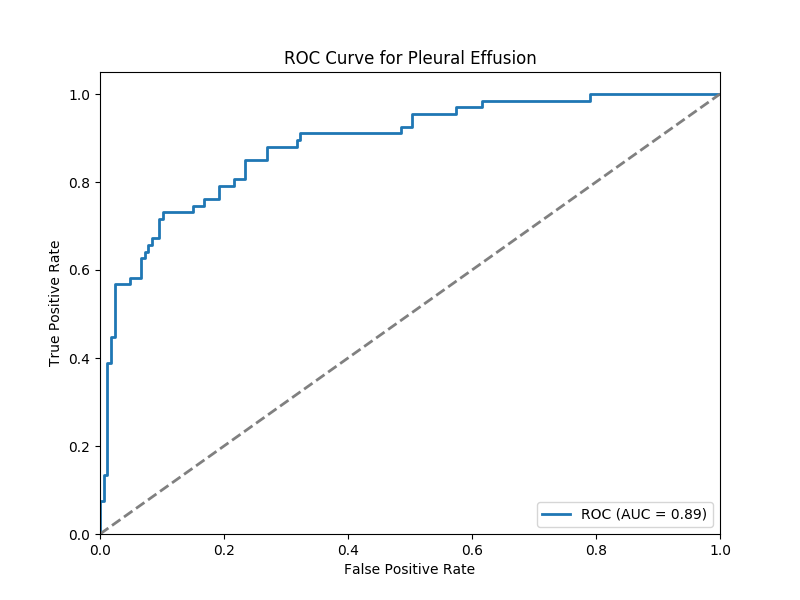 ROC Curve for Pleural Effusion
True Positive Rate
1.0
0.8
0.6
0.4
0.2
0.0
ROC (AUC = 0.89)
0.0 0.2 0.4 0.6 0.8 1.0
False Positive Rate